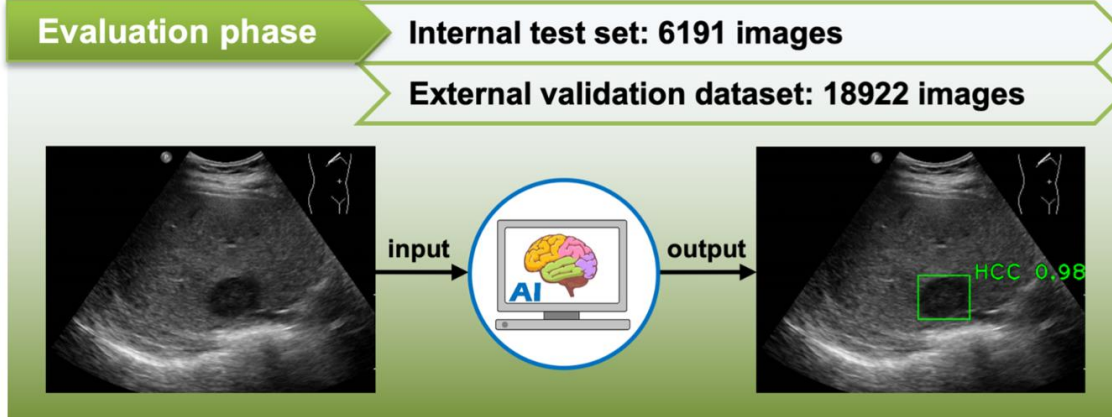 Evaluation phase
Internal test set: 6191 images
External validation dataset: 18922 images
input
AI
output
HCC 0.98